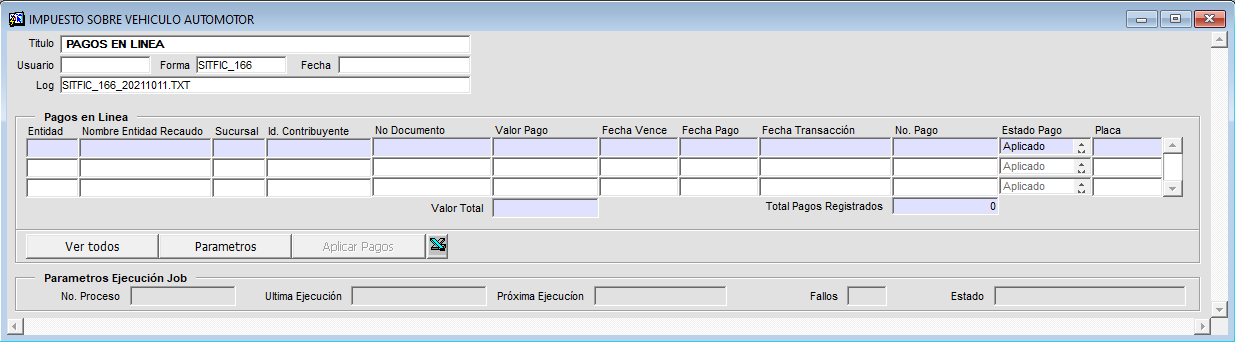 IMPUESTO SOBRE VEHICULO AUTOMOTOR
Titulo PAGOS EN LINEA
Usuario Forma SITFIC_166 Fecha
Log SITFIC_166_20211011.TXT
Pagos en Linea
Entidad Nombre Entidad Recaudo Sucursal Id. Contribuyente No Documento Valor Pago Fecha Vence Fecha Pago Fecha Transacción No. Pago Estado Pago Placa
Aplicado
Aplicado
Aplicado
Valor Total Total Pagos Registrados 0
Ver todos Parametros Aplicar Pagos
Parametros Ejecución Job
No. Proceso Ultima Ejecución Próxima Ejecucíon Fallos Estado